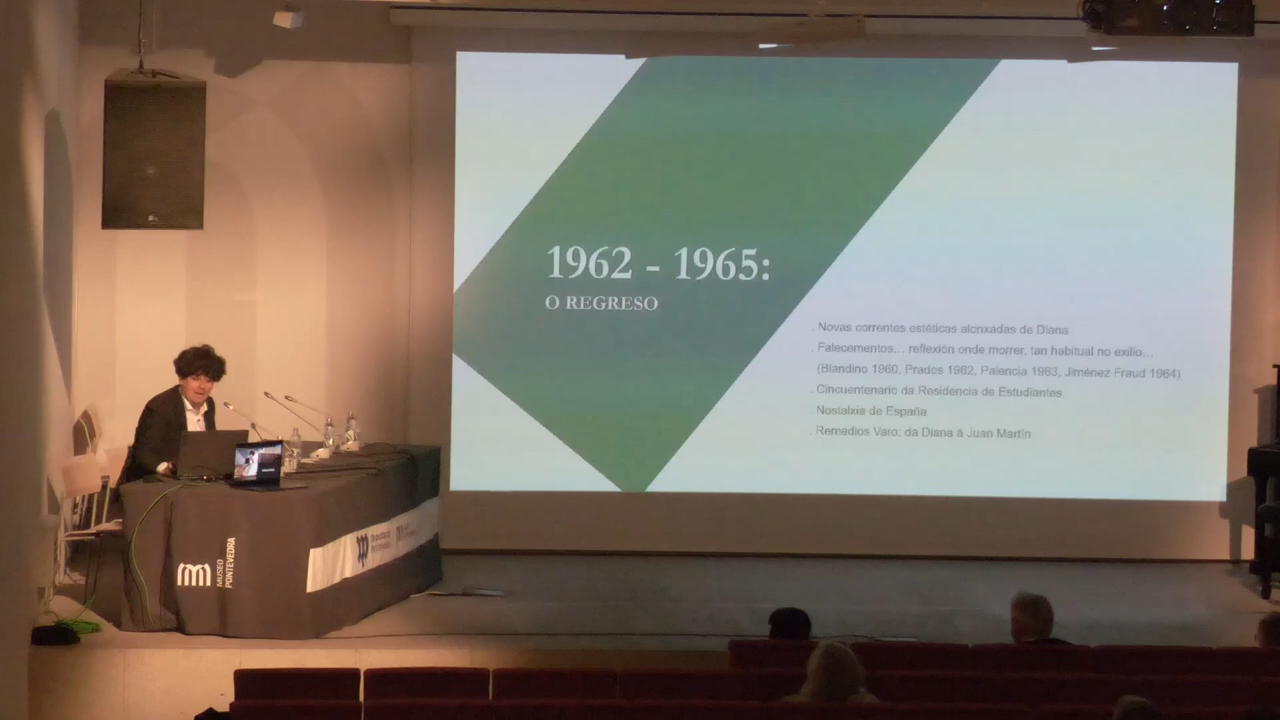 1962 - 1965:
O REGRESO
. Novas correntes estéticas alonxadas de Diana
. Falecementos... reflexión onde morrer, tan habitual no exilio...
(Blandino 1960, Prados 1962, Palencia 1963, Jiménez Fraud 1964)
. Cincuentenario da Residencia de Estudiantes
. Nostalxia de España
. Remedios Varo: da Diana á Juan Martín
MUSEO
PONTEVEDRA